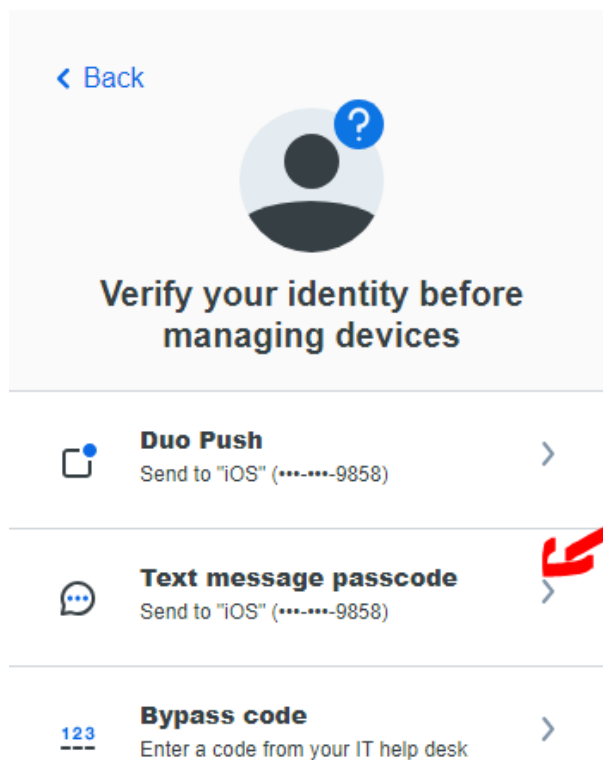 Back
?
Verify your identity before
managing devices
Duo Push
Send to "iOS" (•••-•••-9858)
Text message passcode
Send to "iOS" (•••-•••-9858)
123
Bypass code
Enter a code from your IT help desk